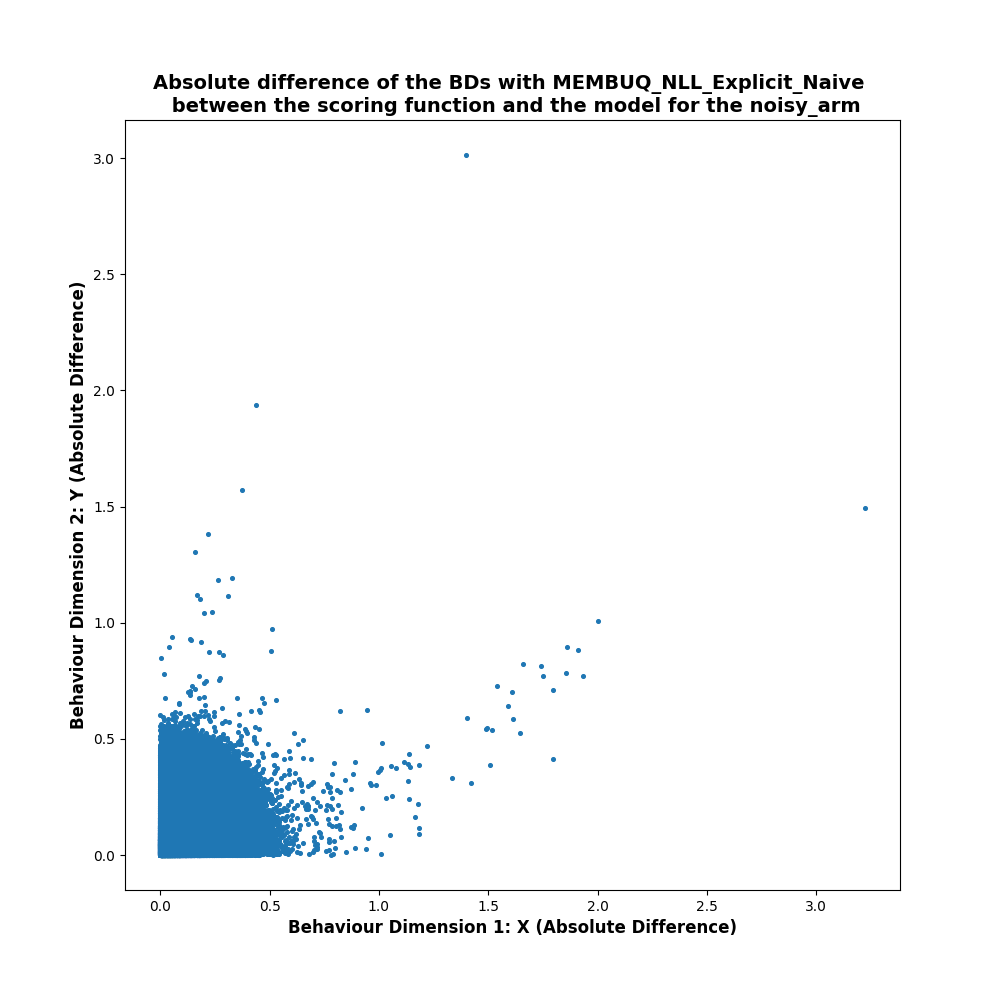 Absolute difference of the BDs with MEMBUQ_NLL_Explicit_Naive
between the scoring function and the model for the noisy_arm
3.0
2.5
2.0
1.5
1.0
0.5
0.0
Behaviour Dimension 2: Y (Absolute Difference)
0.0 0.5 1.0 1.5 2.0 2.5 3.0
Behaviour Dimension 1: X (Absolute Difference)